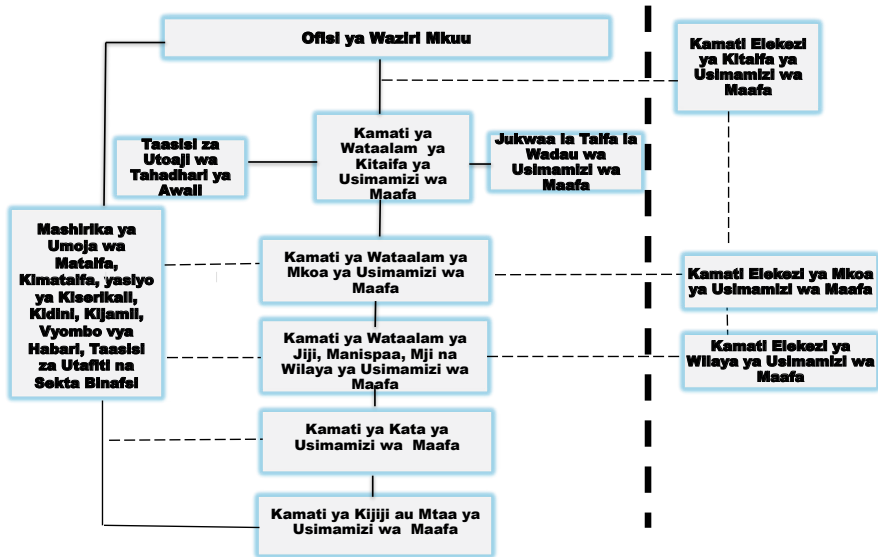 Ofisi ya Waziri Mkuu
Kamati Elekezi
ya Kitaifa ya
Usimamizi wa
Maafa
Taasisi za
Utoaji wa
Tahadhari ya
Awali
Kamati ya
Wataalam ya
Kitaifa ya
Usimamizi wa
Maafa
Jukwaa la Taifa la
Wadau wa
Usimamizi wa
Maafa
Mashirika ya
Umoja wa
Mataifa,
Kimataifa, yasiyo
ya Kiserikali,
Kidini, Kijamii,
Vyombo vya
Habari, Taasisi
za Utafiti na
Sekta Binafsi
Kamati ya Wataalam ya
Mkoa ya Usimamizi wa
Maafa
Kamati Elekezi ya Mkoa
ya Usimamizi wa Maafa
Kamati ya Wataalam ya
Jiji, Manispaa, Mji na
Wilaya ya Usimamizi wa
Maafa
Kamati Elekezi ya
Wilaya ya Usimamizi wa
Maafa
Kamati ya Kata ya
Usimamizi wa Maafa
Kamati ya Kijiji au Mtaa ya
Usimamizi wa Maafa